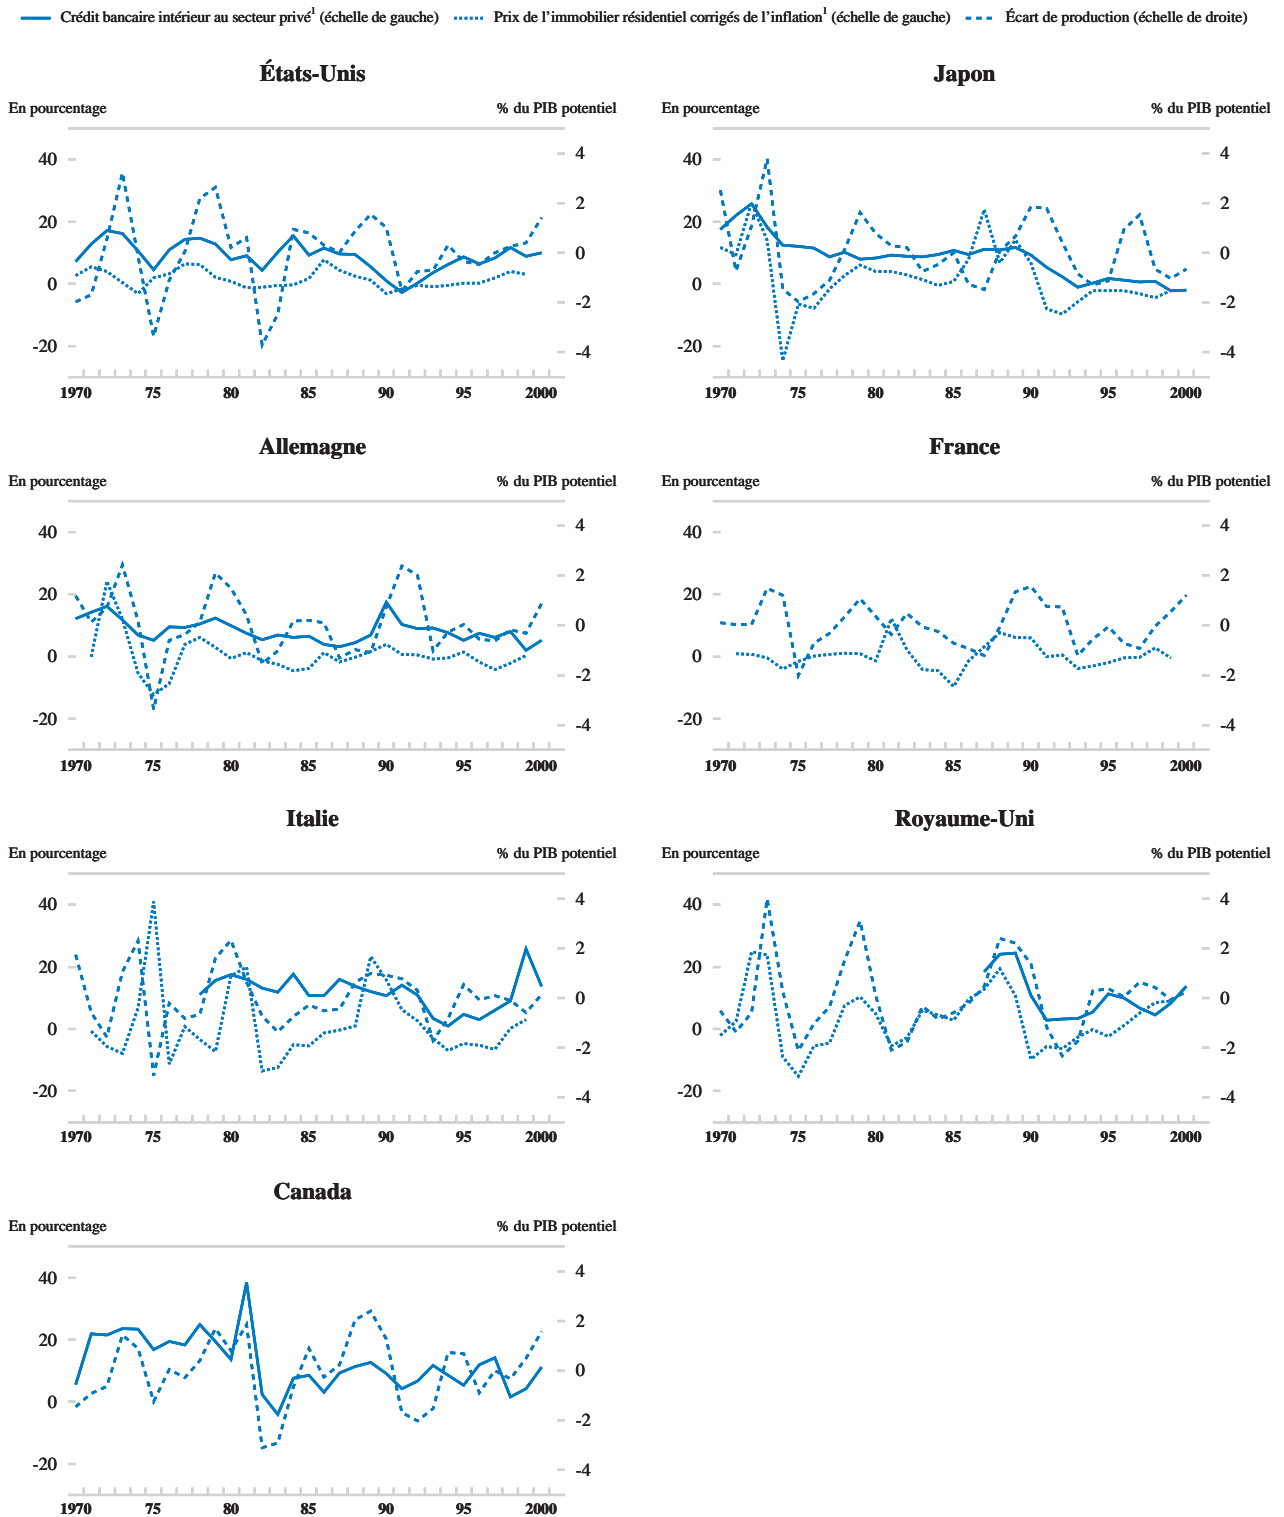 Crédit bancaire intérieur au secteur privé¹ (échelle de gauche) Prix de l’immobilier résidentiel corrigés de l’inflation¹ (échelle de gauche) Écart de production (échelle de droite)
États-Unis
En pourcentage % du PIB potentiel
40
20
0
-20
4
2
0
-2
-4
1970 75 80 85 90 95 2000
Japon
En pourcentage % du PIB potentiel
40
20
0
-20
4
2
0
-2
-4
1970 75 80 85 90 95 2000
Allemagne
En pourcentage % du PIB potentiel
40
20
0
-20
4
2
0
-2
-4
1970 75 80 85 90 95 2000
France
En pourcentage % du PIB potentiel
40
20
0
-20
4
2
0
-2
-4
1970 75 80 85 90 95 2000
Italie
En pourcentage % du PIB potentiel
40
20
0
-20
4
2
0
-2
-4
1970 75 80 85 90 95 2000
Royaume-Uni
En pourcentage % du PIB potentiel
40
20
0
-20
4
2
0
-2
-4
1970 75 80 85 90 95 2000
Canada
En pourcentage % du PIB potentiel
40
20
0
-20
4
2
0
-2
-4
1970 75 80 85 90 95 2000